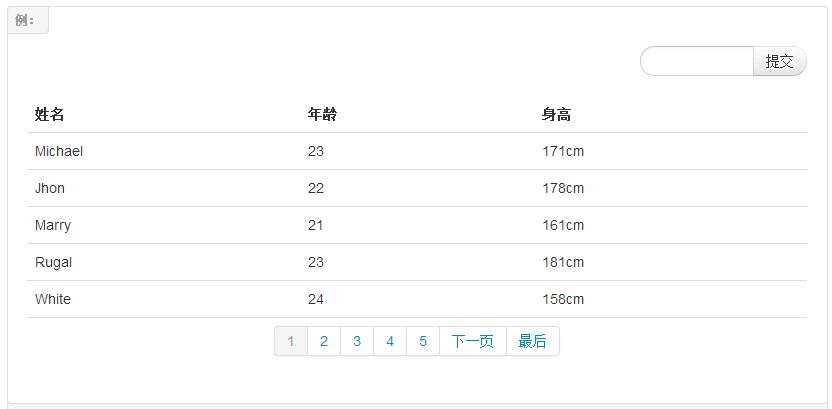 例：
提交
姓名 年龄 身高
Michael 23 171cm
Jhon 22 178cm
Marry 21 161cm
Rugal 23 181cm
White 24 158cm
1 2 3 4 5 下一页 最后